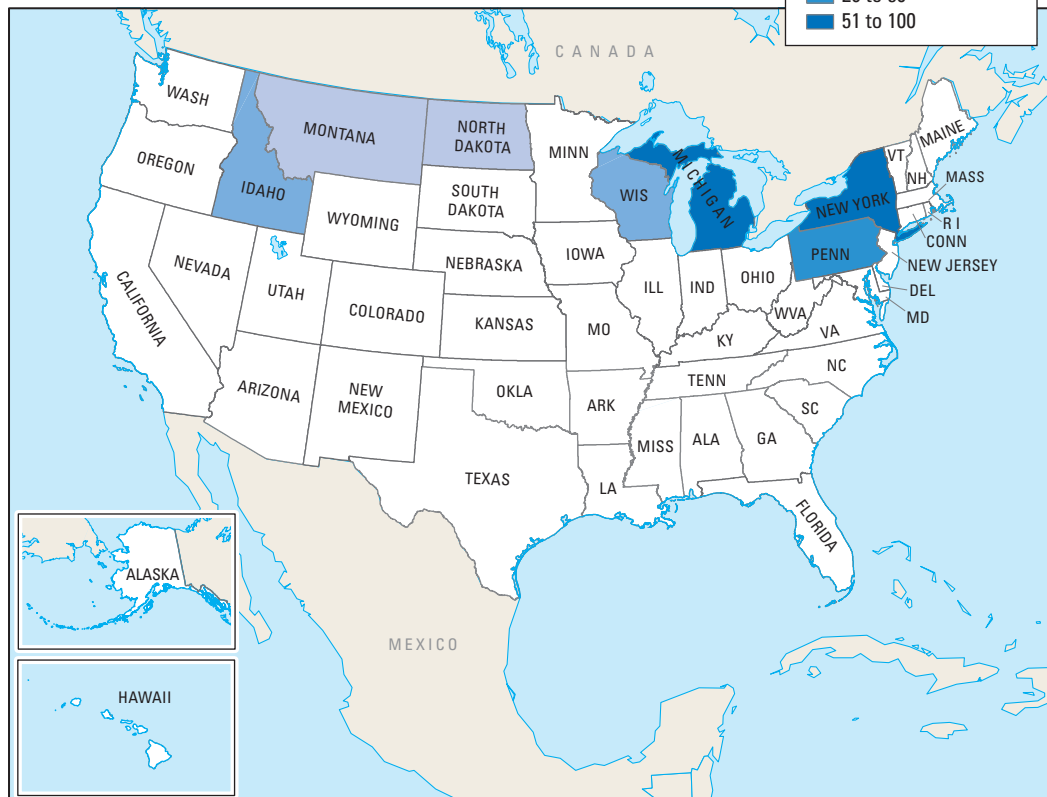 51 to 100
CANADA
WASH
MONTANA
NORTH
DAKOTA
MINN
MAINE
VT
NH
MASS
OREGON
IDAHO
SOUTH
DAKOTA
WIS
MICHIGAN
NEW YORK
R I
CONN
WYOMING
PENN
NEW JERSEY
IOWA
NEBRASKA
NEVADA
UTAH
ILL
IND
OHIO
DEL
MD
CALIFORNIA
COLORADO
KANSAS
MO
WVA
VA
KY
NC
TENN
ARIZONA
NEW
MEXICO
OKLA
ARK
SC
MISS
ALA
GA
TEXAS
LA
FLORIDA
ALASKA
MEXICO
HAWAII